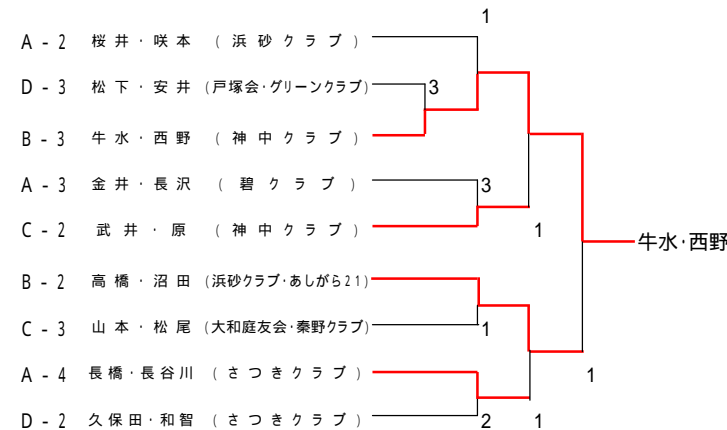 1
A-2 桜井・咲本 (浜砂クラブ)
D-3 松下・安井 (戸塚会・グリーンクラブ) 3
B-3 牛水・西野 (神中クラブ)
A-3 金井・長沢 (碧クラブ) 3
C-2 武井・原 (神中クラブ) 1
牛水・西野
B-2 高橋・沼田 (浜砂クラブ・あしがら21)
C-3 山本・松尾 (大和庭友会・秦野クラブ) 1
A-4 長橋・長谷川 (さつきクラブ) 1
D-2 久保田・和智 (さつきクラブ) 2 1